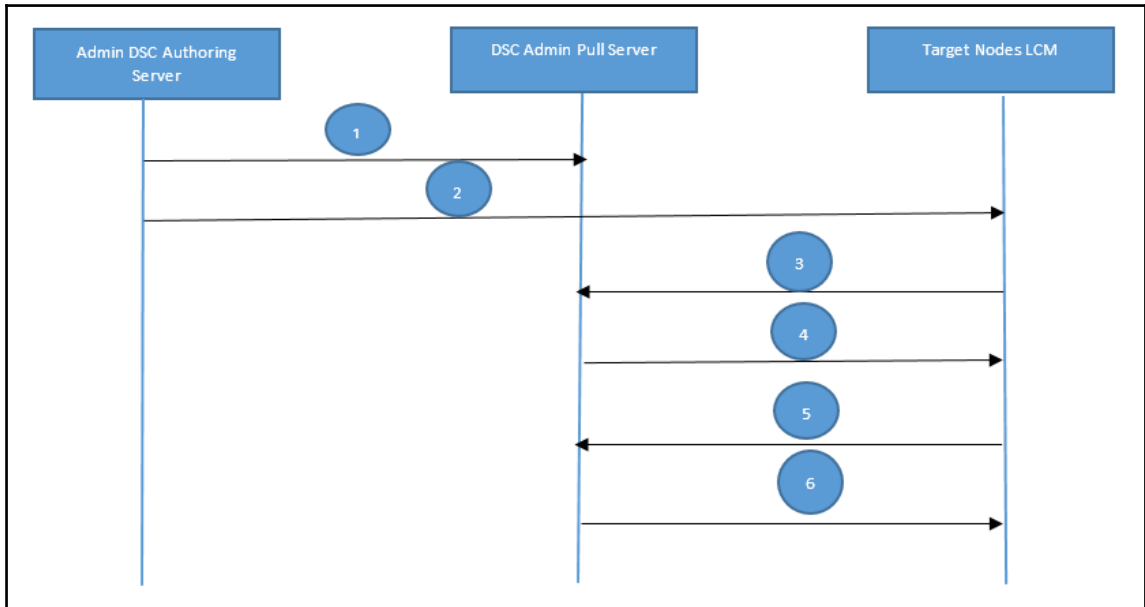 Admin DSC Authoring
Server
DSC Admin Pull Server
Target Nodes LCM
1
2
3
4
5
6